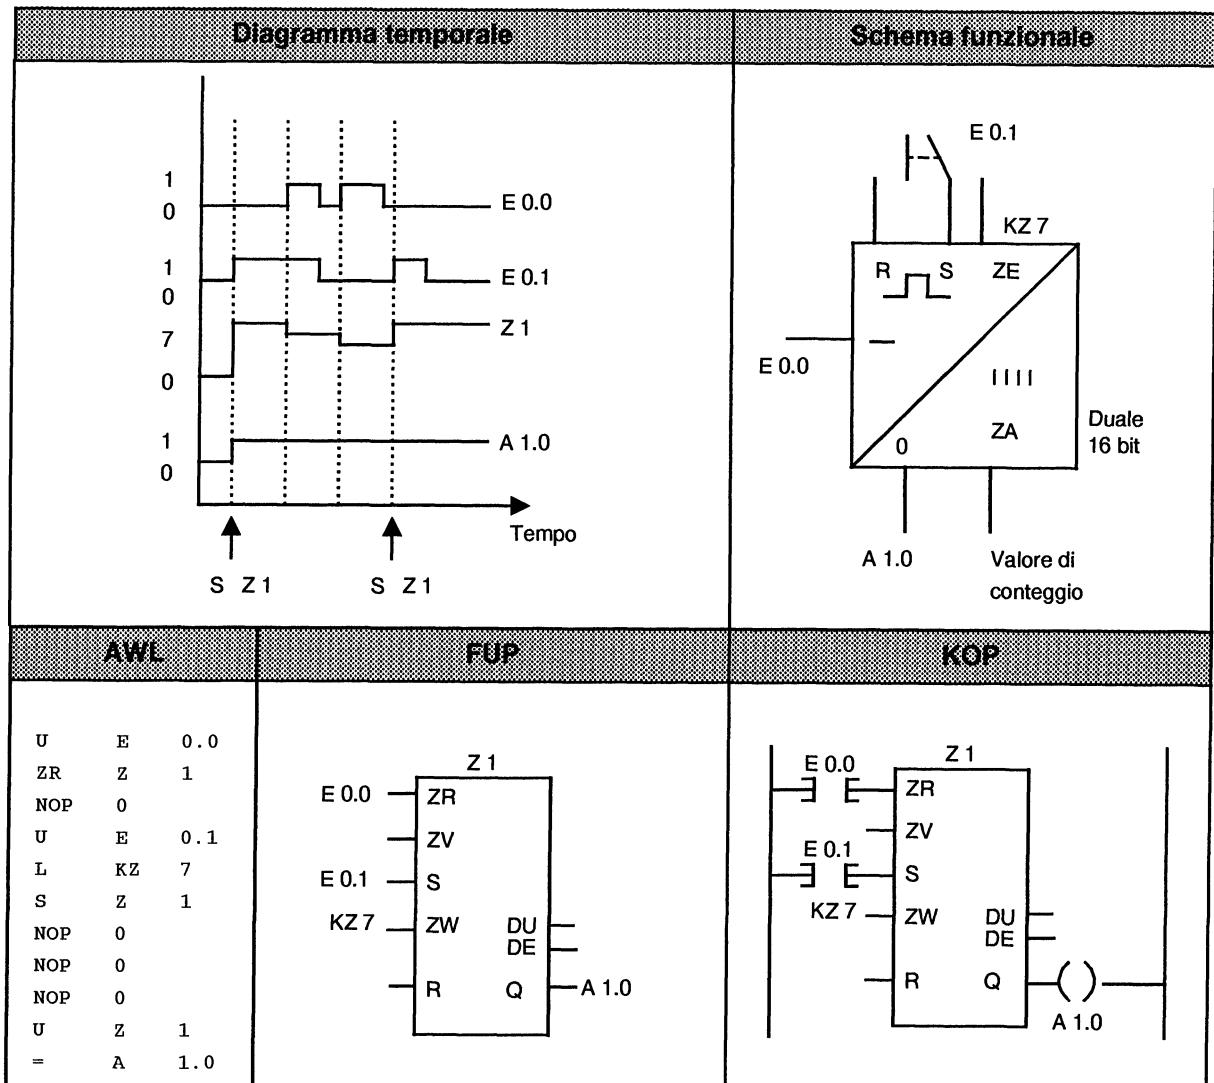 Diagramma temporale
Schema funzionale
1
0
E 0.0
1
0
E 0.1
7
0
Z 1
1
0
A 1.0
Tempo
S Z 1
S Z 1
E 0.1
KZ 7
R S ZE
E 0.0
0
ZA
Duale
16 bit
A 1.0
Valore di
conteggio
AWL
FUP
KOP
U E 0.0
ZR Z 1
NOP 0
U E 0.1
L KZ 7
S Z 1
NOP 0
NOP 0
NOP 0
U Z 1
= A 1.0
Z 1
E 0.0 ZR
ZV
E 0.1 S
KZ 7 ZW DU
DE
R Q A 1.0
Z 1
E 0.0
ZR
ZV
E 0.1
S
KZ 7 ZW DU
DE
R Q ( )
A 1.0